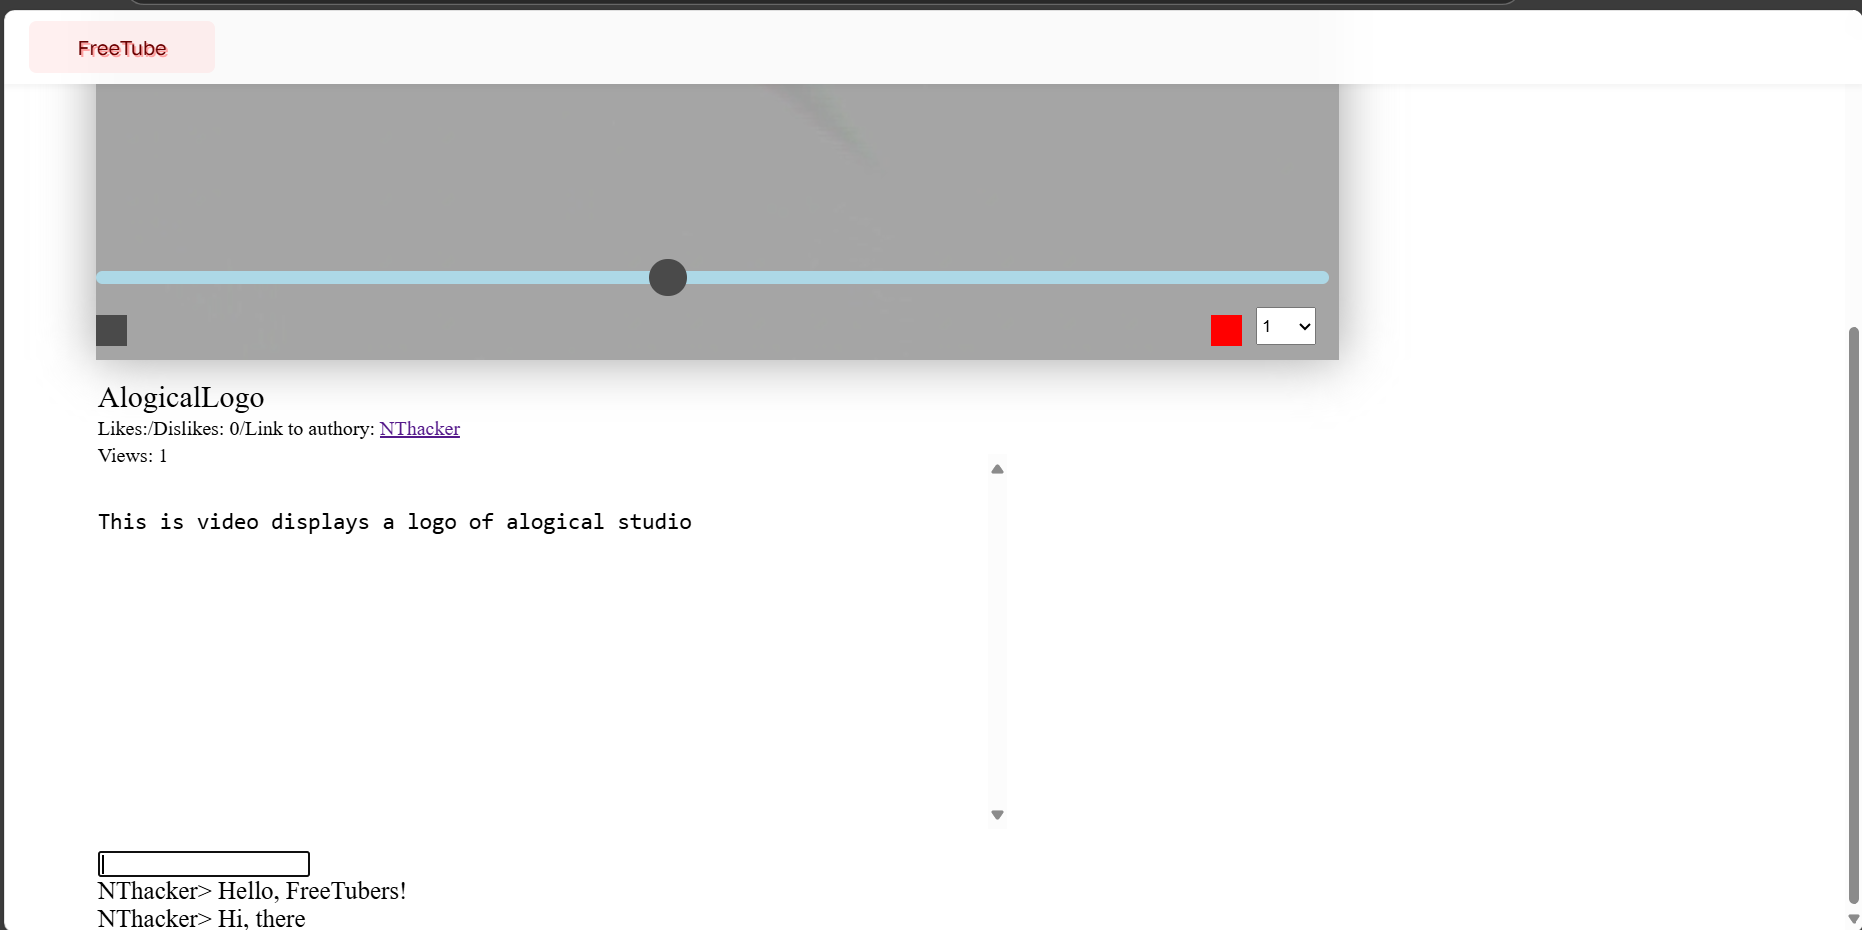 FreeTube
1
AlogicalLogo
Likes:/Dislikes: 0/Link to authory: NThacker
Views: 1
This is video displays a logo of alogical studio
NThacker> Hello, FreeTubers!
NThacker> Hi, there